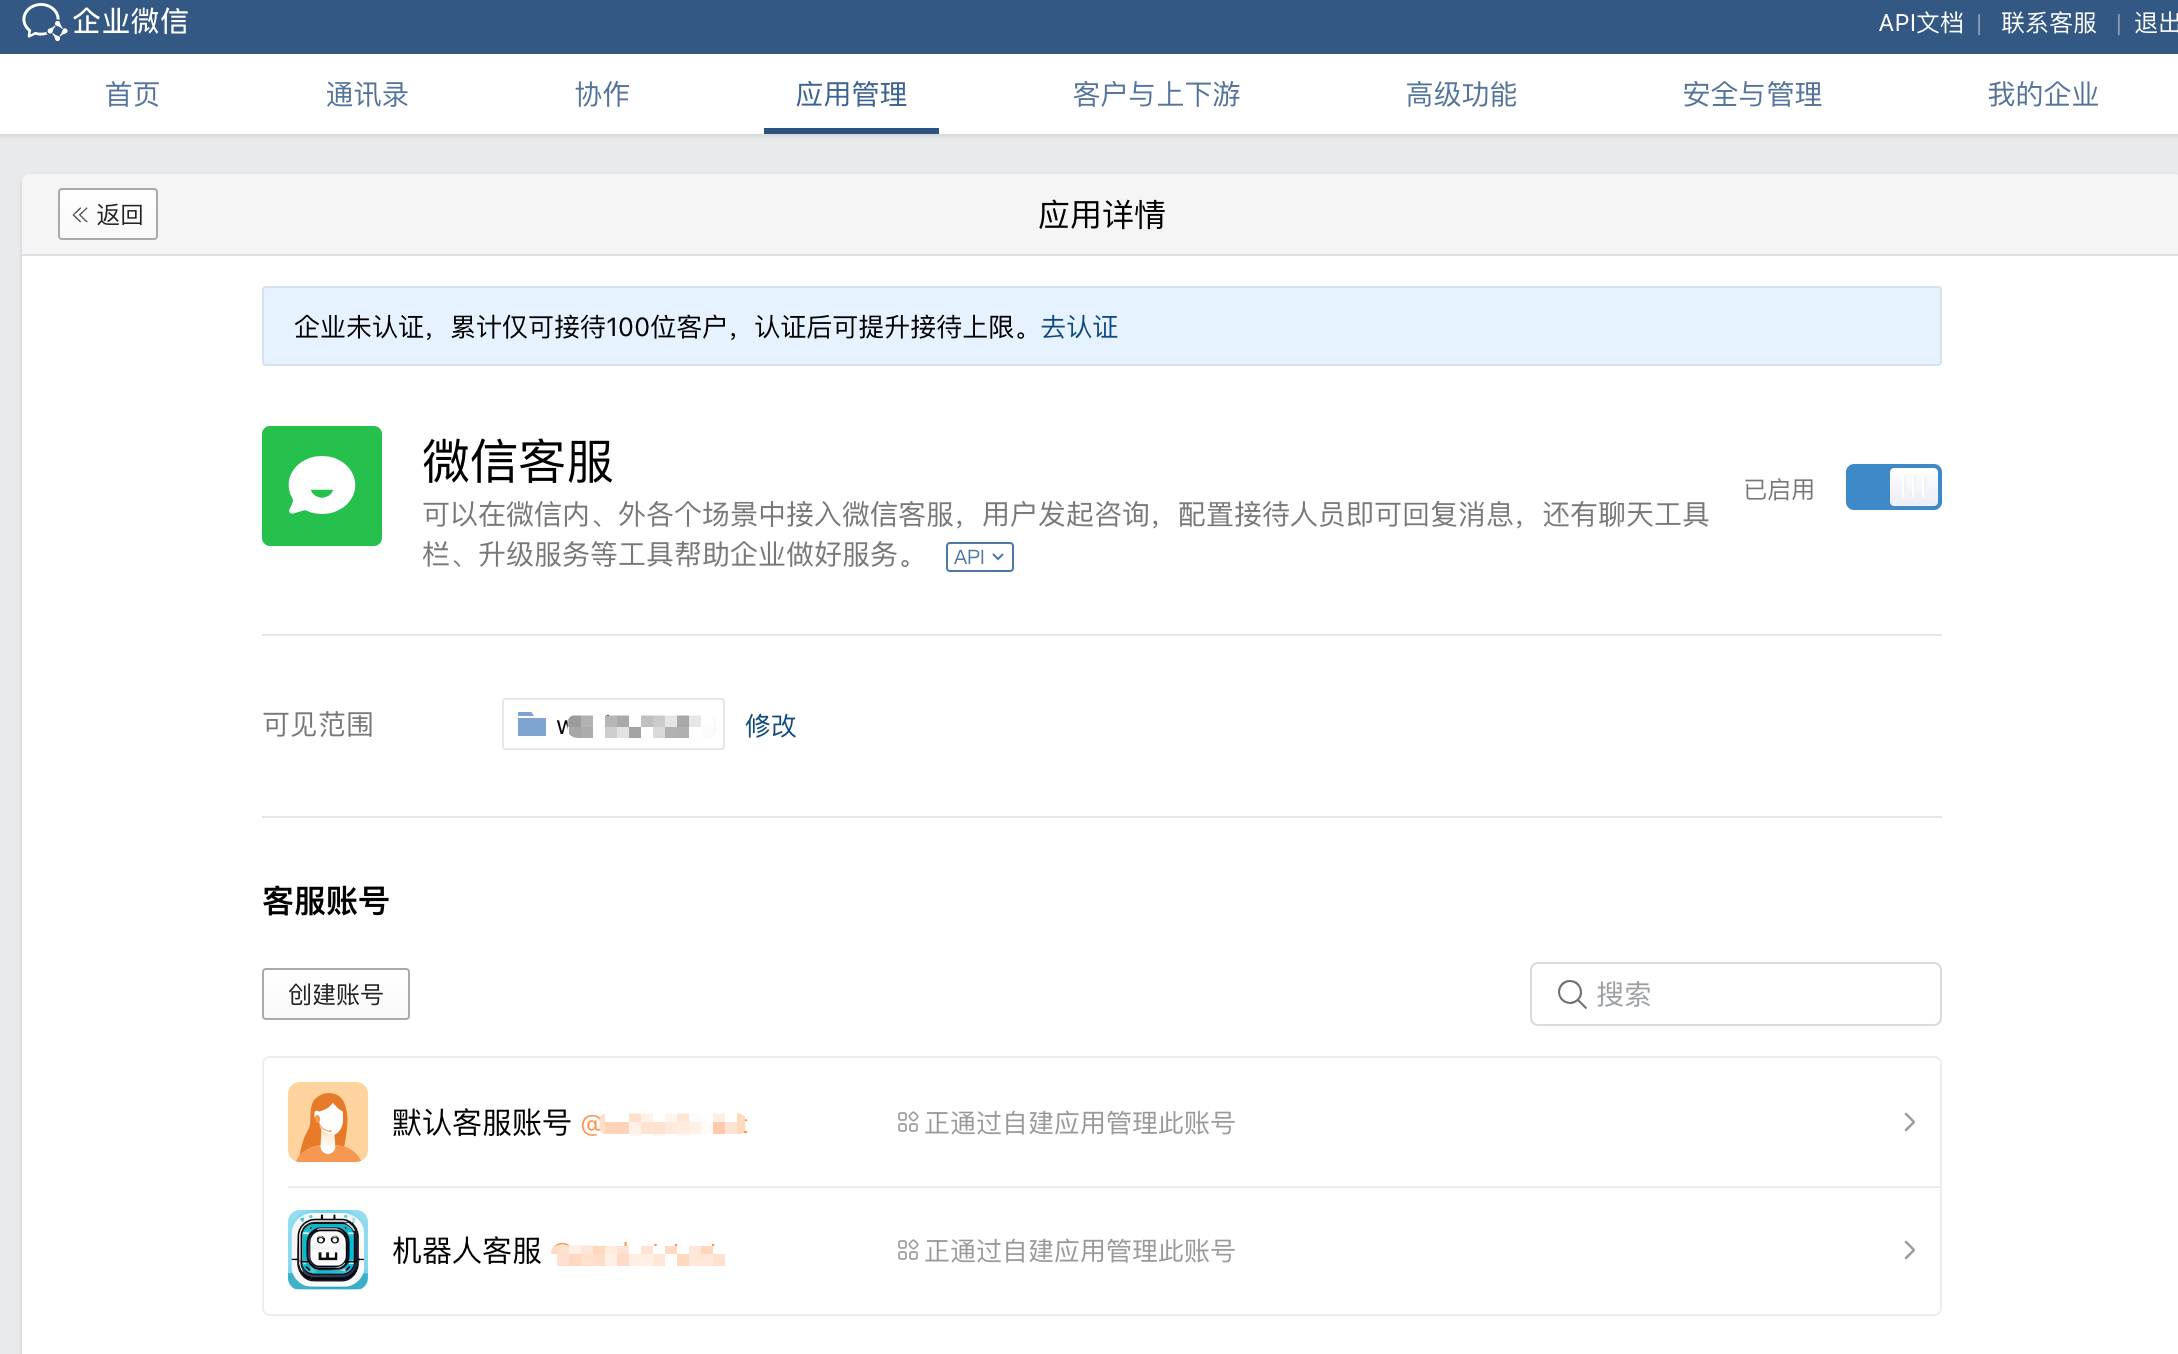 企业微信
API文档 | 联系客服 | 退出
首页 通讯录 协作 应用管理 客户与上下游 高级功能 安全与管理 我的企业
« 返回
应用详情
企业未认证，累计仅可接待100位客户，认证后可提升接待上限。去认证
微信客服
可以在微信内、外各个场景中接入微信客服，用户发起咨询，配置接待人员即可回复消息，还有聊天工具
栏、升级服务等工具帮助企业做好服务。 API
已启用
可见范围
修改
客服账号
创建账号
搜索
默认客服账号 @
正通过自建应用管理此账号
机器人客服
正通过自建应用管理此账号